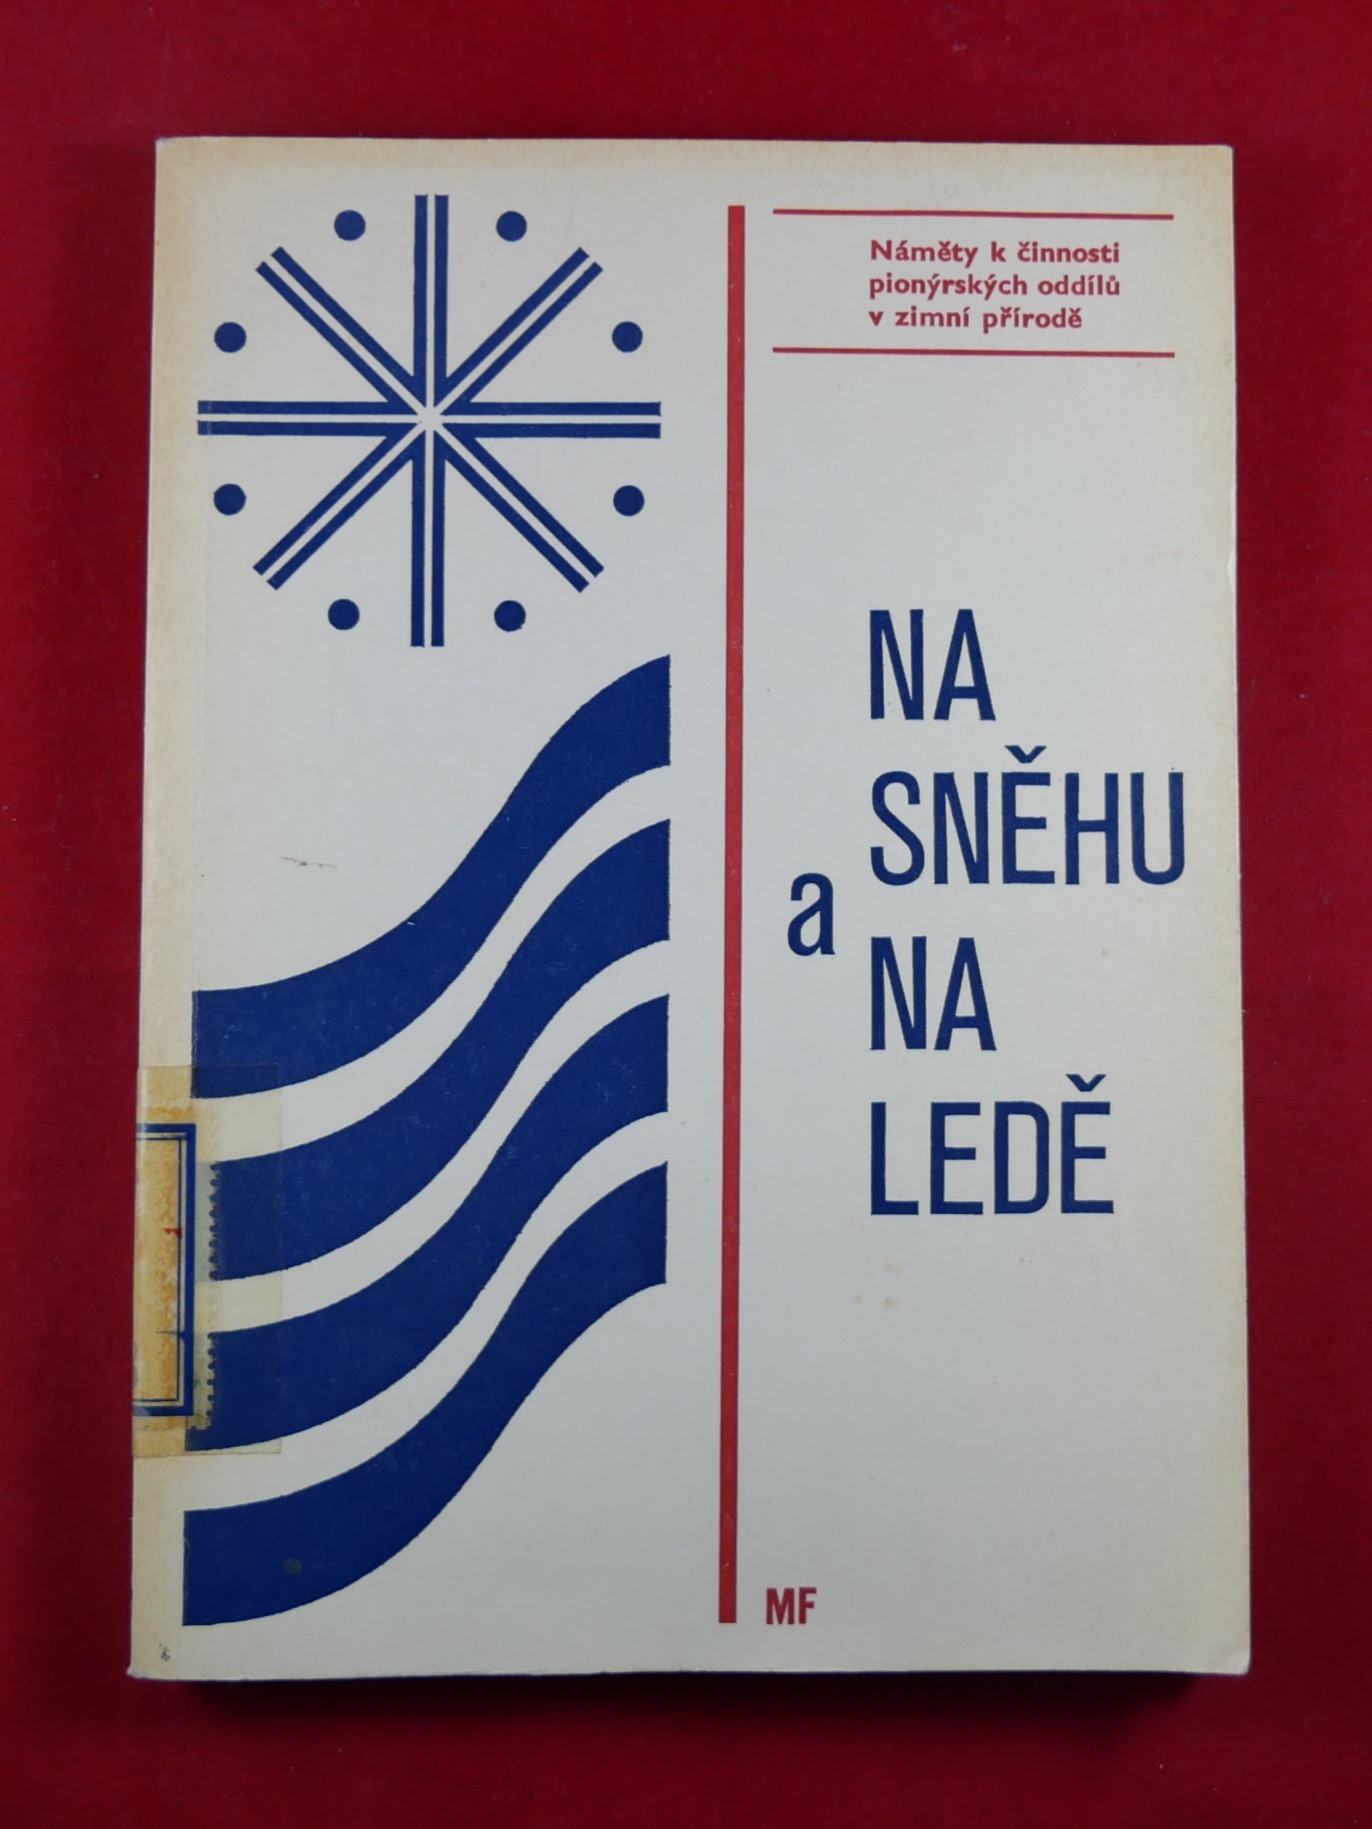 Náměty k činnosti
pionýrských oddílů
v zimní přírodě
NA
SNĚHU
a
NA
LEDĚ
MF